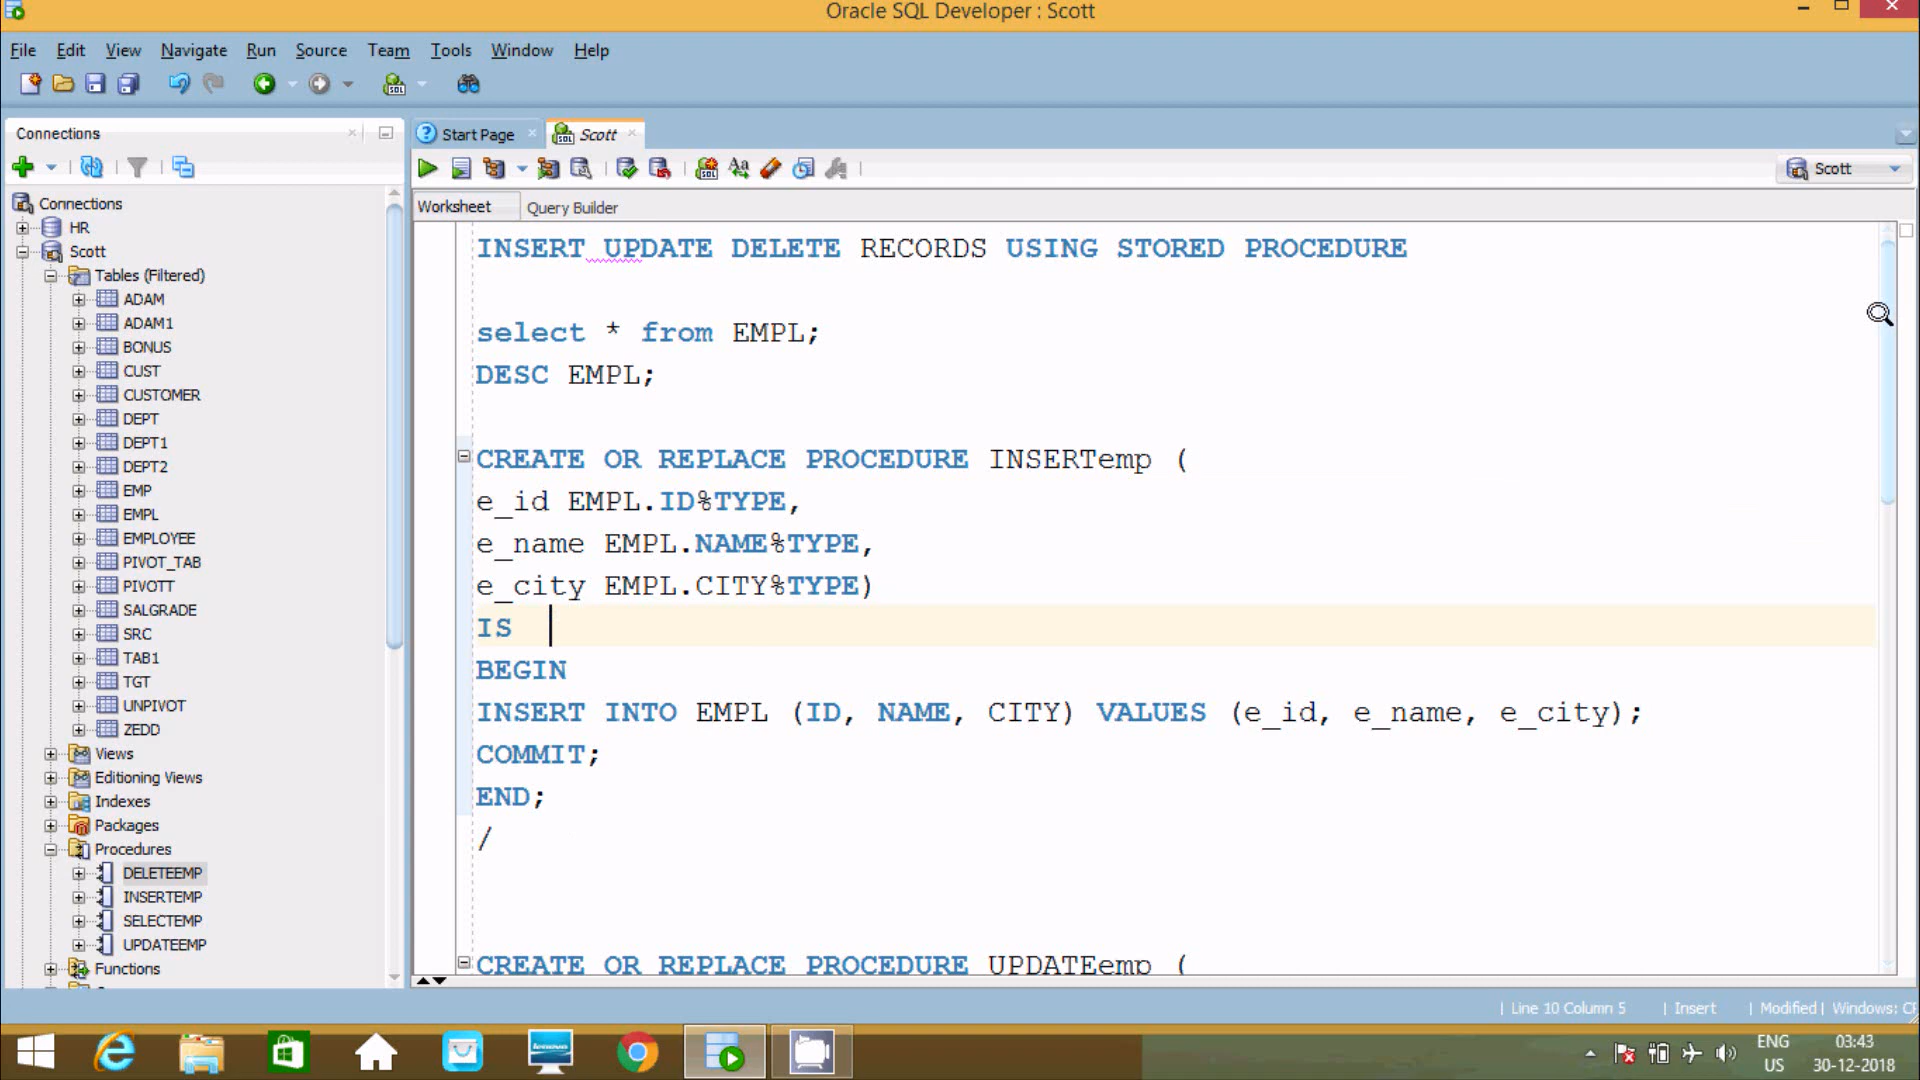 Oracle SQL Developer : Scott
File Edit View Navigate Run Source Team Tools Window Help
Connections
Start Page
Scott
Scott
Worksheet
Query Builder
Connections
HR
Scott
Tables (Filtered)
ADAM
ADAM1
BONUS
CUST
CUSTOMER
DEPT
DEPT1
DEPT2
EMP
EMPL
EMPLOYEE
PIVOT_TAB
PIVOTT
SALGRADE
SRC
TAB1
TGT
UNPIVOT
ZEDD
Views
Editioning Views
Indexes
Packages
Procedures
DELETEEMP
INSERTEMP
SELECTEMP
UPDATEEMP
Functions
INSERT UPDATE DELETE RECORDS USING STORED PROCEDURE
select * from EMPL;
DESC EMPL;
CREATE OR REPLACE PROCEDURE INSERTemp (
e_id EMPL.ID%TYPE,
e_name EMPL.NAME%TYPE,
e_city EMPL.CITY%TYPE)
IS
BEGIN
INSERT INTO EMPL (ID, NAME, CITY) VALUES (e_id, e_name, e_city);
COMMIT;
END;
/
CREATE OR REPLACE PROCEDURE UPDATEemp (
| Line 10 Column 5 | Insert | Modified | Windows:
ENG
US
03:43
30-12-2018